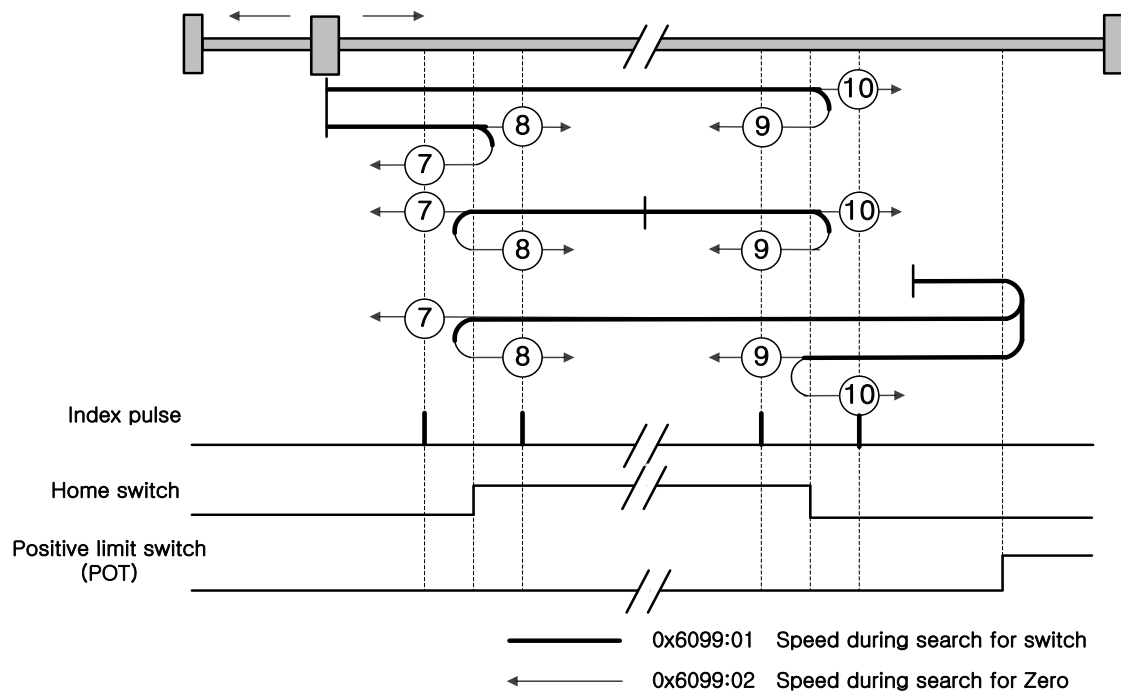 10
8
9
7
7
10
8
9
7
8
9
10
Index pulse
Home switch
Positive limit switch
(POT)
0x6099:01 Speed during search for switch
0x6099:02 Speed during search for Zero